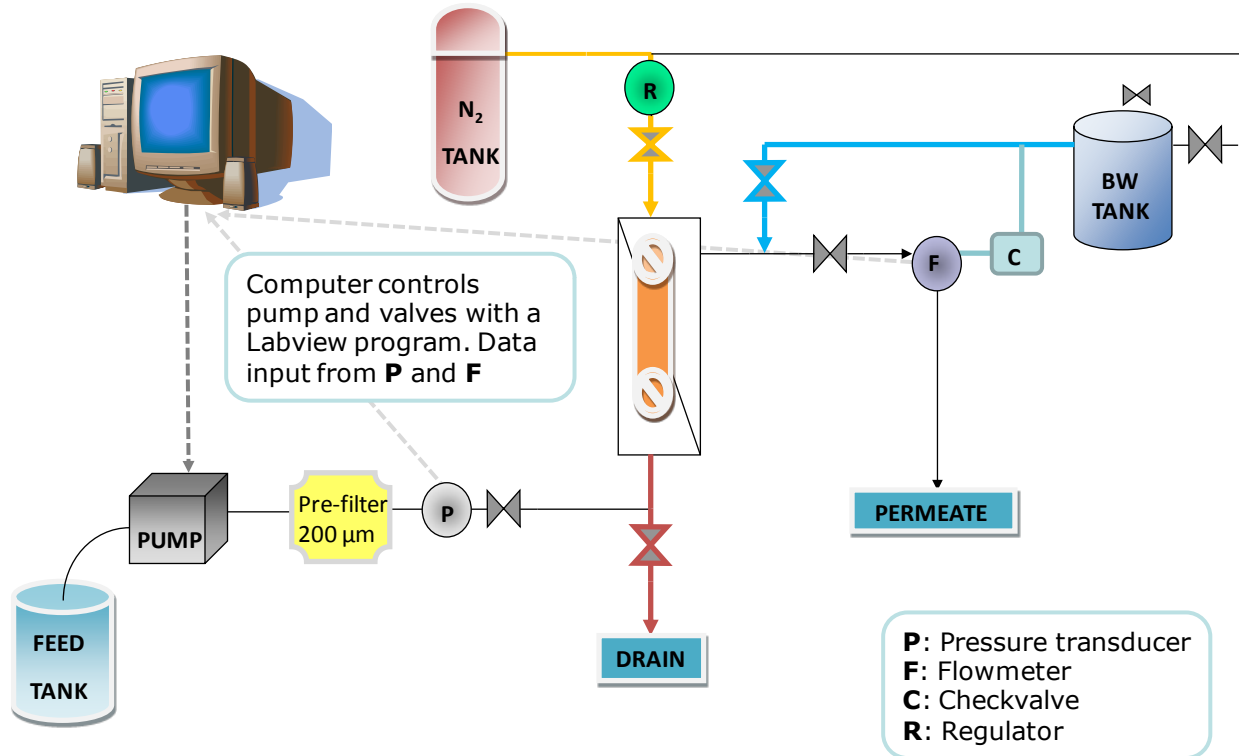 N₂
TANK
R
BW
TANK
C
F
Computer controls
pump and valves with a
Labview program. Data
input from P and F
Pre-filter
200 µm
P
PUMP
PERMEATE
FEED
TANK
DRAIN
P: Pressure transducer
F: Flowmeter
C: Checkvalve
R: Regulator